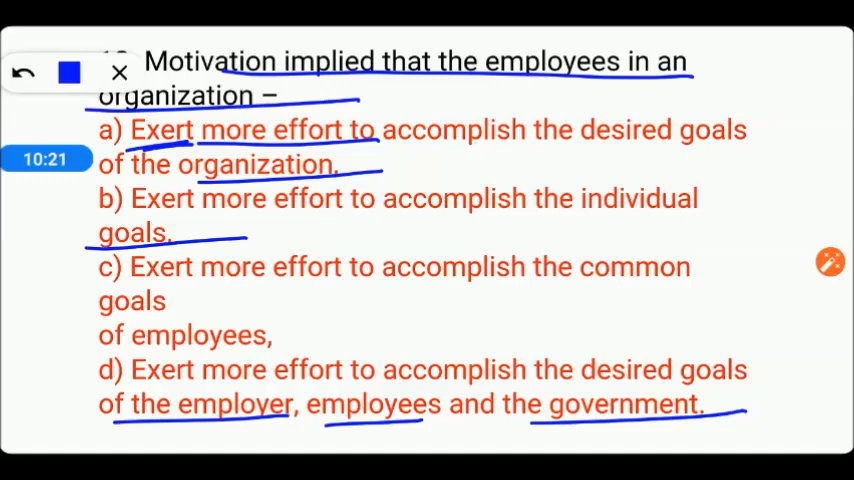 Motivation implied that the employees in an
organization –
a) Exert more effort to accomplish the desired goals
of the organization.
10:21
b) Exert more effort to accomplish the individual
goals.
c) Exert more effort to accomplish the common
goals
of employees,
d) Exert more effort to accomplish the desired goals
of the employer, employees and the government.